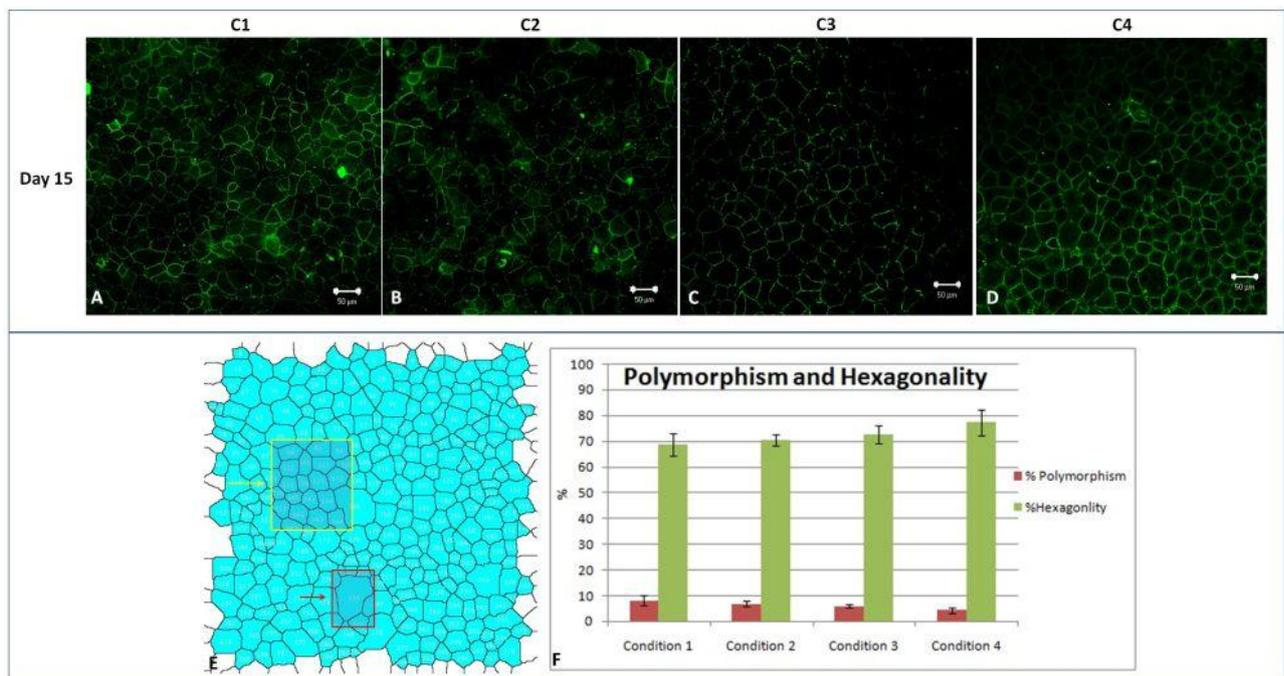 C1 C2 C3 C4
Day 15
A B C D
50 µm 50 µm 50 µm 50 µm
E
Polymorphism and Hexagonality
100
90
80
70
60
50
40
30
20
10
0
%
% Polymorphism
%Hexagonlity
Condition 1 Condition 2 Condition 3 Condition 4
F